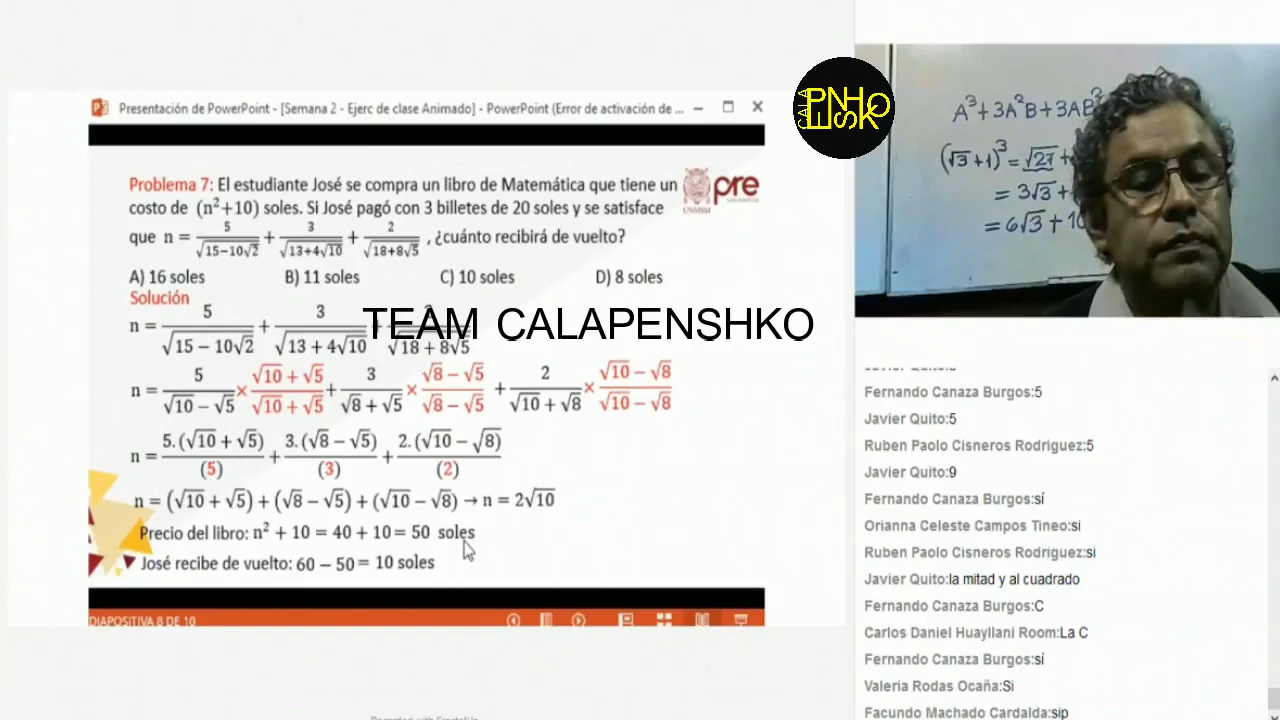 Presentación de PowerPoint - [Semana 2 - Ejerc de clase Animado] - PowerPoint (Error de activación de ...
CALA PENSHKO
Problema 7: El estudiante José se compra un libro de Matemática que tiene un
costo de (n²+10) soles. Si José pagó con 3 billetes de 20 soles y se satisface
que n = 5/√(15−10√2) + 3/√(13+4√10) + 2/√(18+8√5) , ¿cuánto recibirá de vuelto?
UNMSM
pre
A) 16 soles B) 11 soles C) 10 soles D) 8 soles
Solución
n = 5/√(15 − 10√2) + 3/√(13 + 4√10) + 2/√(18 + 8√5)
TEAM CALAPENSHKO
n = 5/(√10 − √5) × (√10 + √5)/(√10 + √5) + 3/(√8 + √5) × (√8 − √5)/(√8 − √5) + 2/(√10 + √8) × (√10 − √8)/(√10 − √8)
n = 5.(√10 + √5)/(5) + 3.(√8 − √5)/(3) + 2.(√10 − √8)/(2)
n = (√10 + √5) + (√8 − √5) + (√10 − √8) → n = 2√10
Precio del libro: n² + 10 = 40 + 10 = 50 soles
José recibe de vuelto: 60 − 50 = 10 soles
DIAPOSITIVA 8 DE 10
A³ + 3A²B + 3AB²
(√3 + 1)³ = √27 +
= 3√3 +
= 6√3 + 10
Fernando Canaza Burgos:5
Javier Quito:5
Ruben Paolo Cisneros Rodriguez:5
Javier Quito:9
Fernando Canaza Burgos:sí
Orianna Celeste Campos Tineo:si
Ruben Paolo Cisneros Rodriguez:si
Javier Quito:la mitad y al cuadrado
Fernando Canaza Burgos:C
Carlos Daniel Huayllani Room:La C
Fernando Canaza Burgos:sí
Valeria Rodas Ocaña:Si
Facundo Machado Cardalda:sip